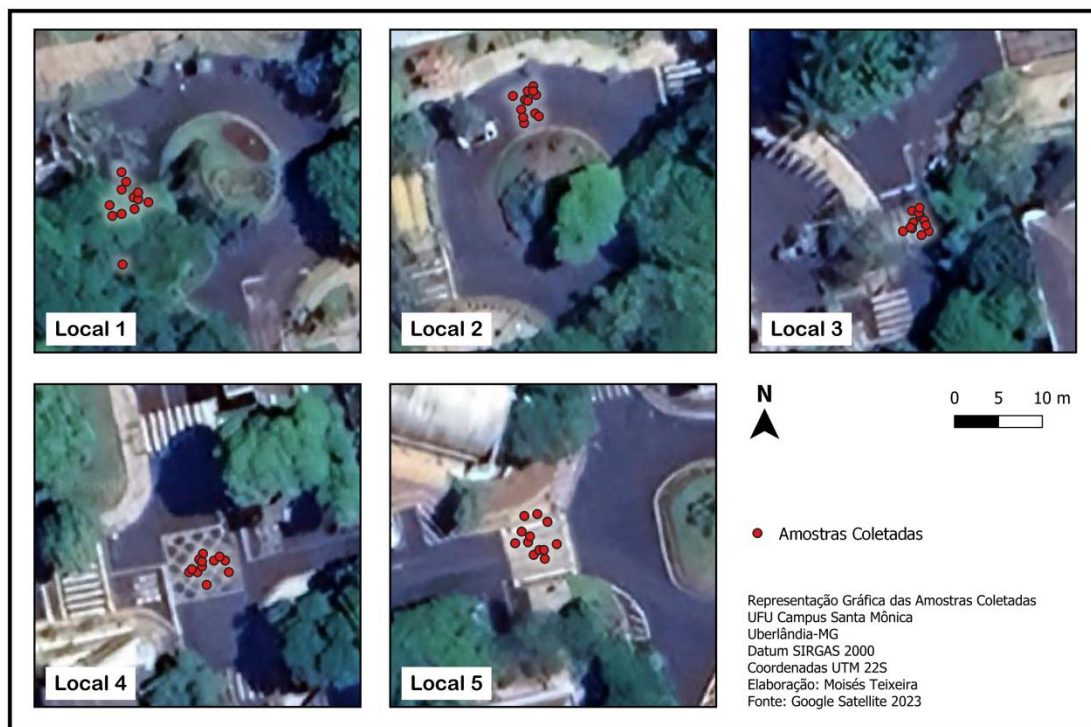 Local 1
Local 2
Local 3
Local 4
Local 5
N
0 5 10 m
Amostras Coletadas
Representação Gráfica das Amostras Coletadas
UFU Campus Santa Mônica
Uberlândia-MG
Datum SIRGAS 2000
Coordenadas UTM 22S
Elaboração: Moisés Teixeira
Fonte: Google Satellite 2023